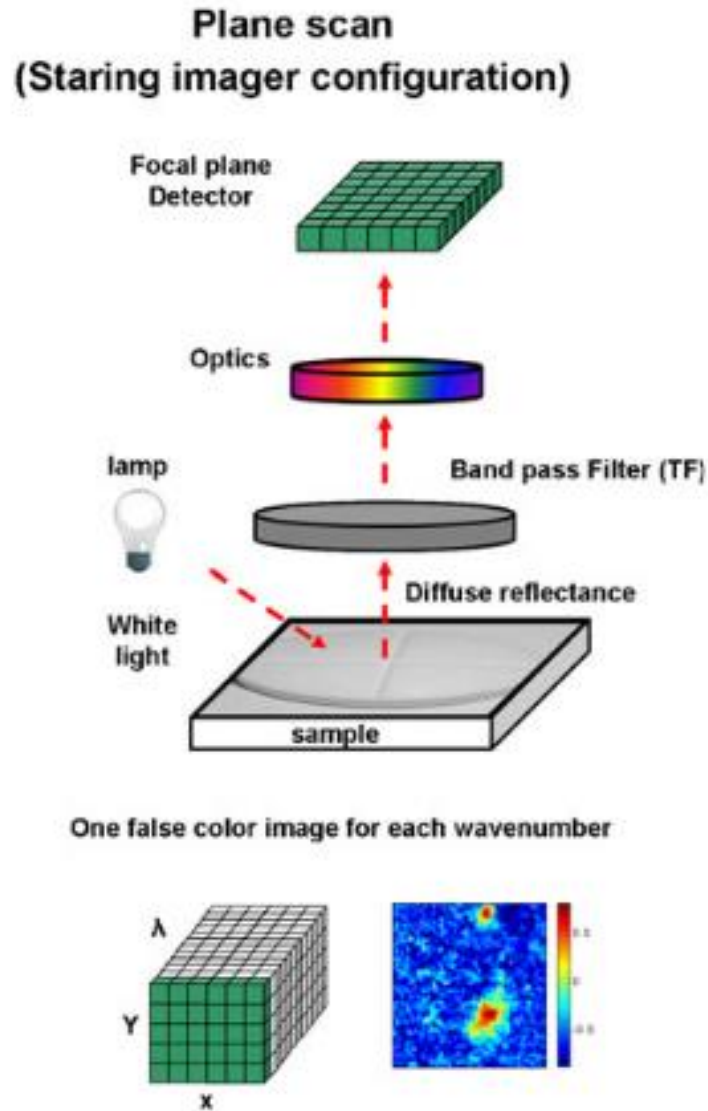 Plane scan
(Staring imager configuration)
Focal plane
Detector
Optics
lamp
Band pass Filter (TF)
Diffuse reflectance
White
light
sample
One false color image for each wavenumber
λ
Y
x
0